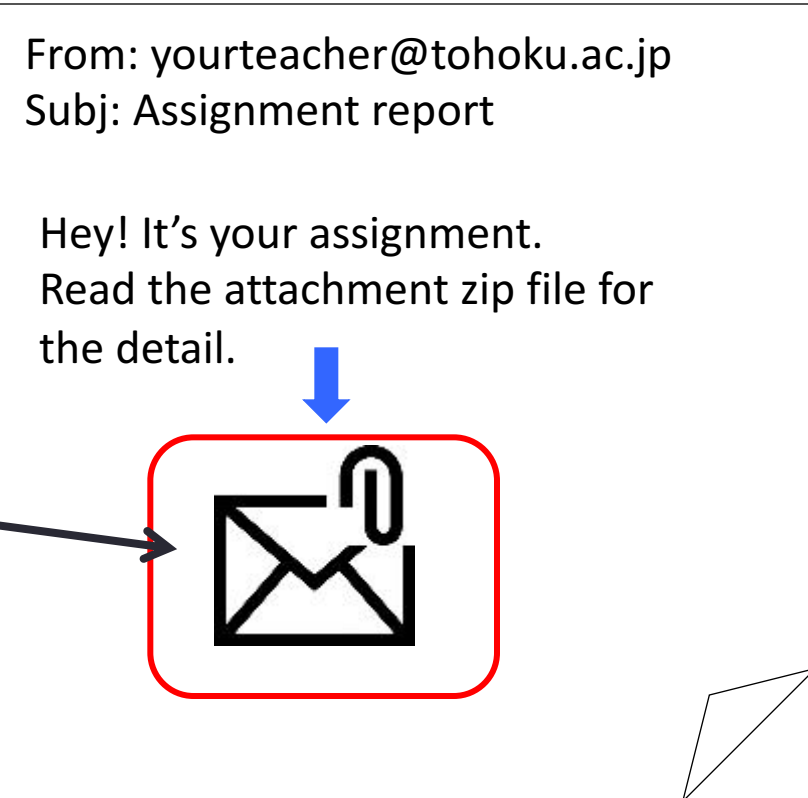 From: yourteacher@tohoku.ac.jp
Subj: Assignment report
Hey! It’s your assignment.
Read the attachment zip file for
the detail.